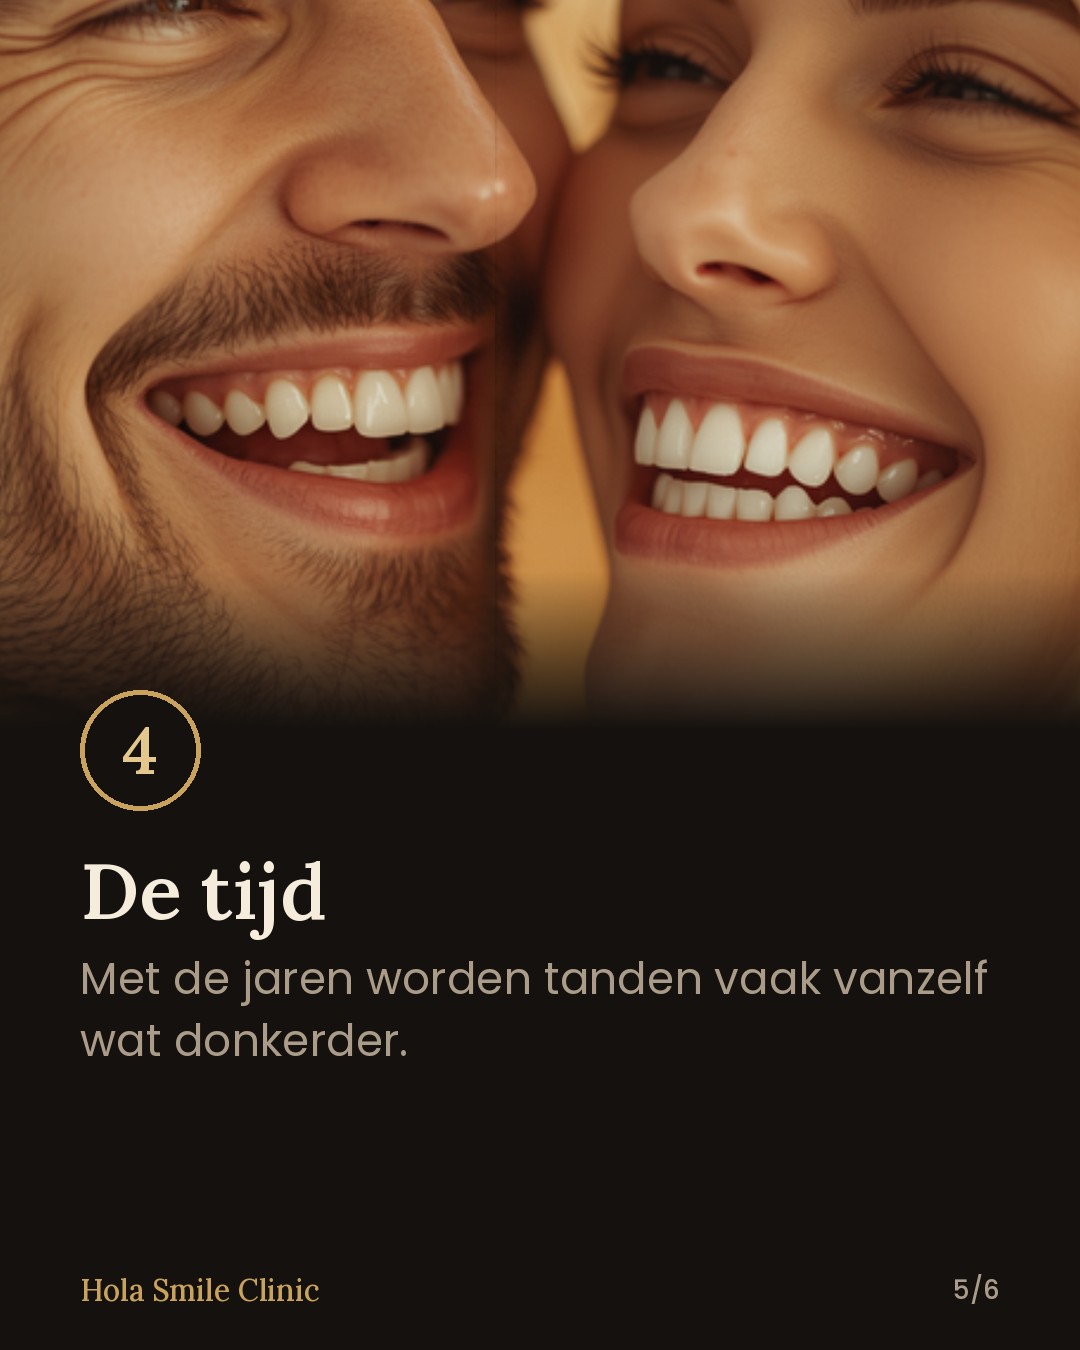 4
De tijd
Met de jaren worden tanden vaak vanzelf
wat donkerder.
Hola Smile Clinic
5/6